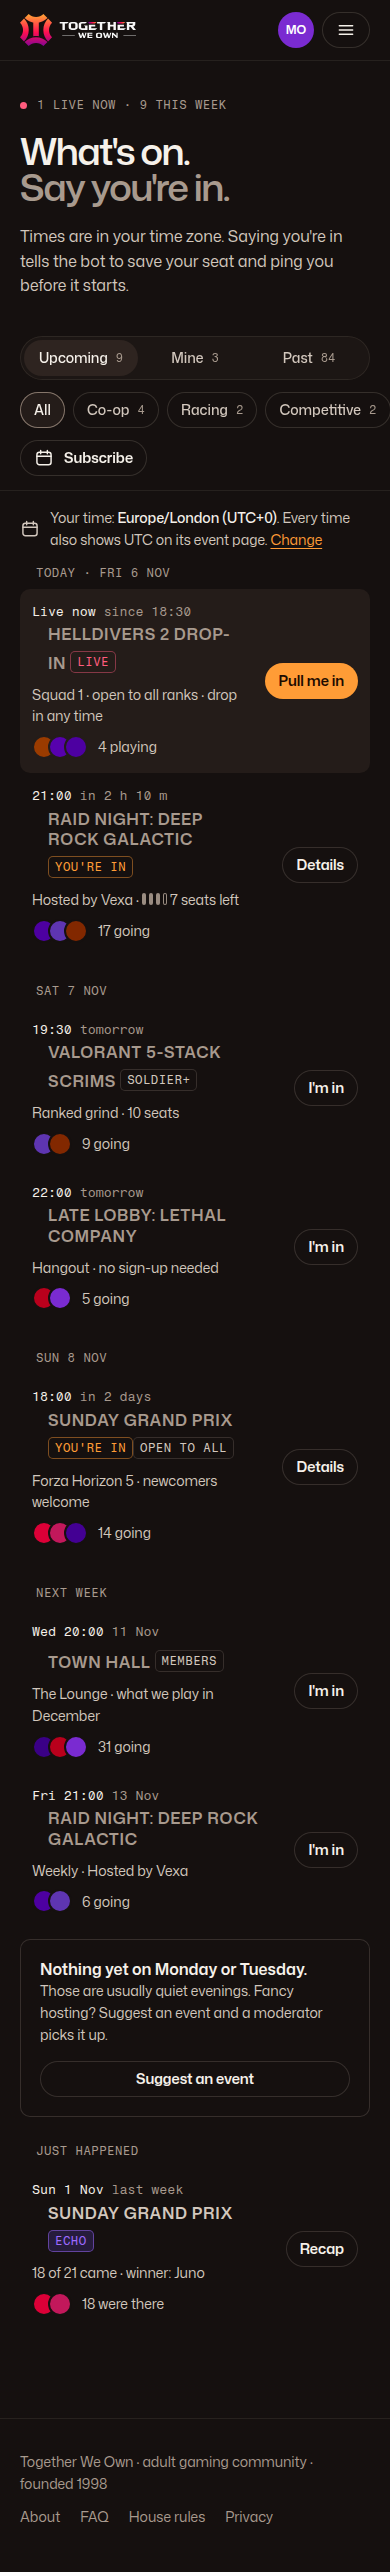 TOGETHER
WE OWN
MO
1 LIVE NOW · 9 THIS WEEK
What's on.
Say you're in.
Times are in your time zone. Saying you're in
tells the bot to save your seat and ping you
before it starts.
Upcoming 9 Mine 3 Past 84
All Co-op 4 Racing 2 Competitive 2
Subscribe
Your time: Europe/London (UTC+0). Every time
also shows UTC on its event page. Change
TODAY · FRI 6 NOV
Live now since 18:30
HELLDIVERS 2 DROP-
IN LIVE
Pull me in
Squad 1 · open to all ranks · drop
in any time
4 playing
21:00 in 2 h 10 m
RAID NIGHT: DEEP
ROCK GALACTIC
YOU'RE IN
Details
Hosted by Vexa · 7 seats left
17 going
SAT 7 NOV
19:30 tomorrow
VALORANT 5-STACK
SCRIMS SOLDIER+
I'm in
Ranked grind · 10 seats
9 going
22:00 tomorrow
LATE LOBBY: LETHAL
COMPANY
I'm in
Hangout · no sign-up needed
5 going
SUN 8 NOV
18:00 in 2 days
SUNDAY GRAND PRIX
YOU'RE IN OPEN TO ALL
Details
Forza Horizon 5 · newcomers
welcome
14 going
NEXT WEEK
Wed 20:00 11 Nov
TOWN HALL MEMBERS
I'm in
The Lounge · what we play in
December
31 going
Fri 21:00 13 Nov
RAID NIGHT: DEEP ROCK
GALACTIC
I'm in
Weekly · Hosted by Vexa
6 going
Nothing yet on Monday or Tuesday.
Those are usually quiet evenings. Fancy
hosting? Suggest an event and a moderator
picks it up.
Suggest an event
JUST HAPPENED
Sun 1 Nov last week
SUNDAY GRAND PRIX
ECHO
Recap
18 of 21 came · winner: Juno
18 were there
Together We Own · adult gaming community ·
founded 1998
About FAQ House rules Privacy